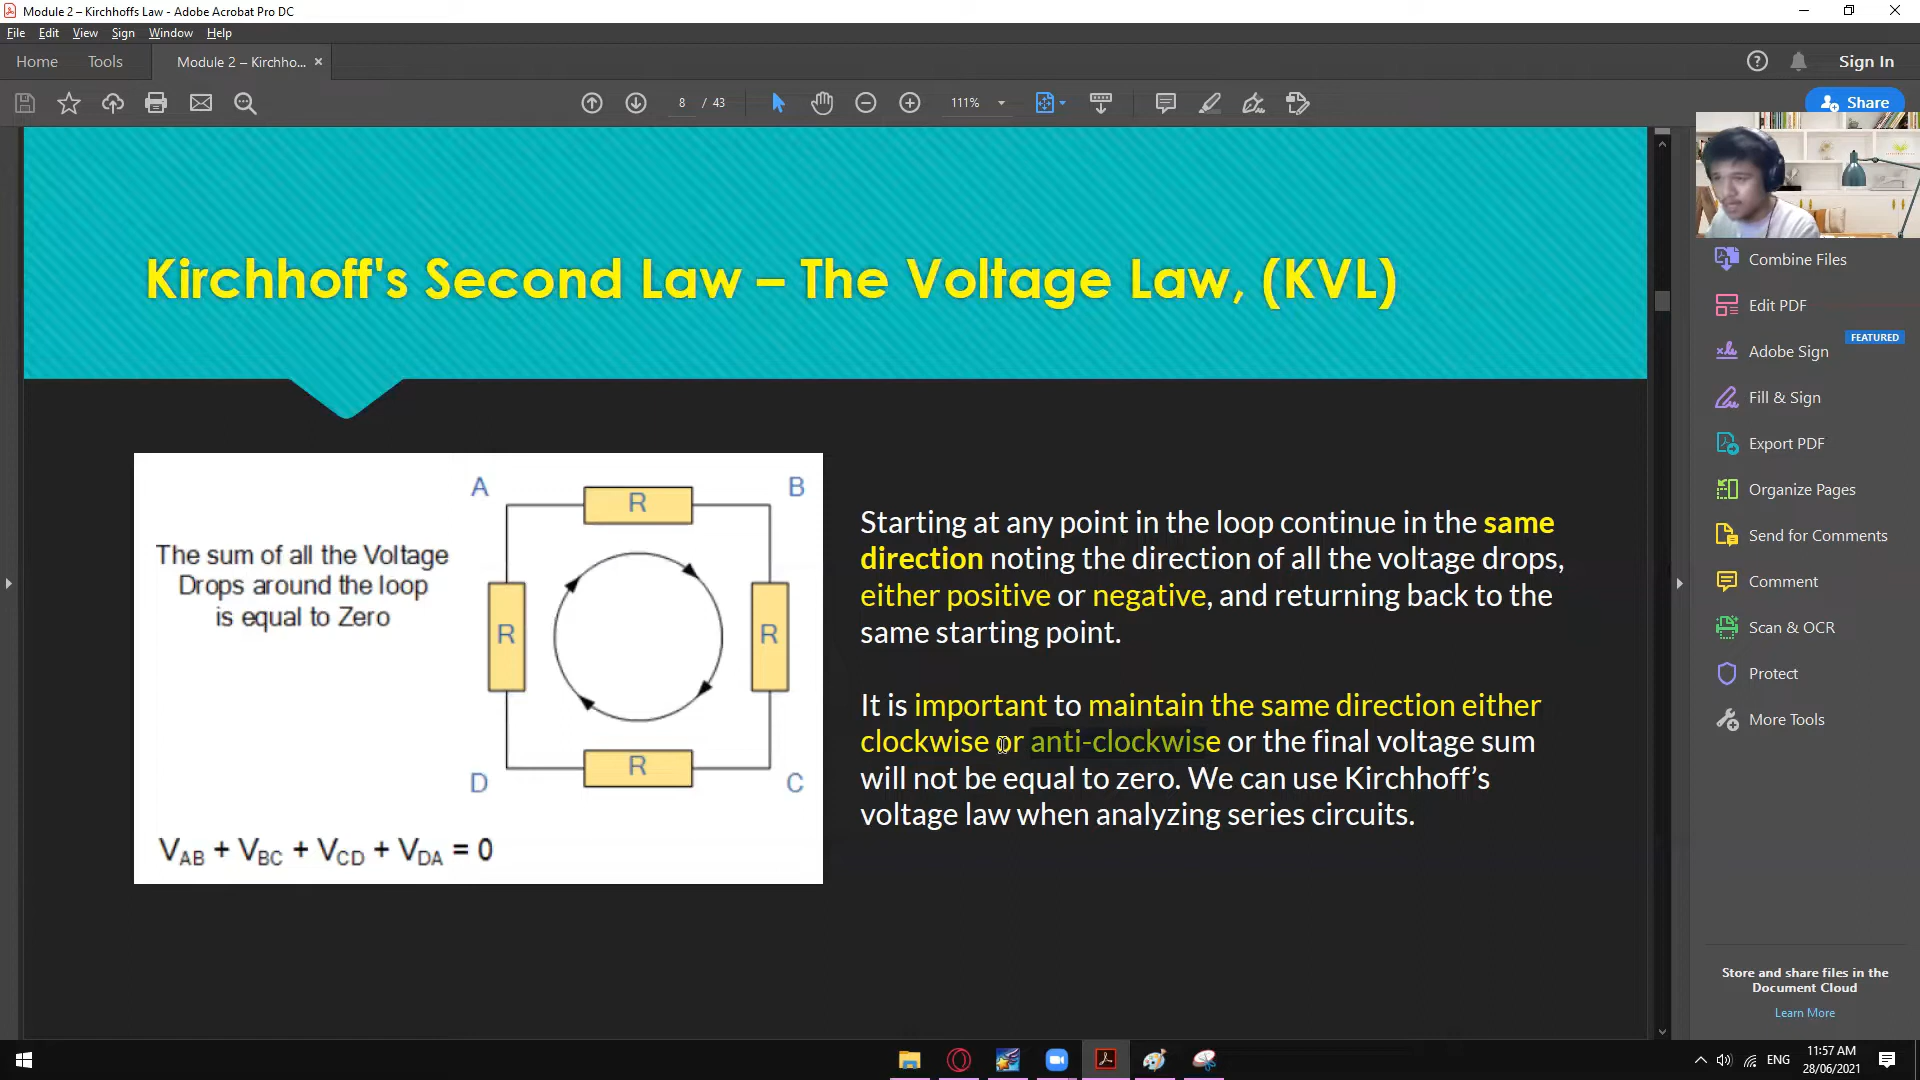 Module 2 – Kirchhoffs Law - Adobe Acrobat Pro DC
File Edit View Sign Window Help
Home Tools Module 2 – Kirchho... × Sign In
8 / 43 111% Share
Kirchhoff's Second Law – The Voltage Law, (KVL)
The sum of all the Voltage
Drops around the loop
is equal to Zero
A
R
B
R
R
D
R
C
VAB + VBC + VCD + VDA = 0
Starting at any point in the loop continue in the same
direction noting the direction of all the voltage drops,
either positive or negative, and returning back to the
same starting point.
It is important to maintain the same direction either
clockwise or anti-clockwise or the final voltage sum
will not be equal to zero. We can use Kirchhoff’s
voltage law when analyzing series circuits.
Combine Files
Edit PDF
FEATURED
Adobe Sign
Fill & Sign
Export PDF
Organize Pages
Send for Comments
Comment
Scan & OCR
Protect
More Tools
Store and share files in the
Document Cloud
Learn More
ENG
11:57 AM
28/06/2021